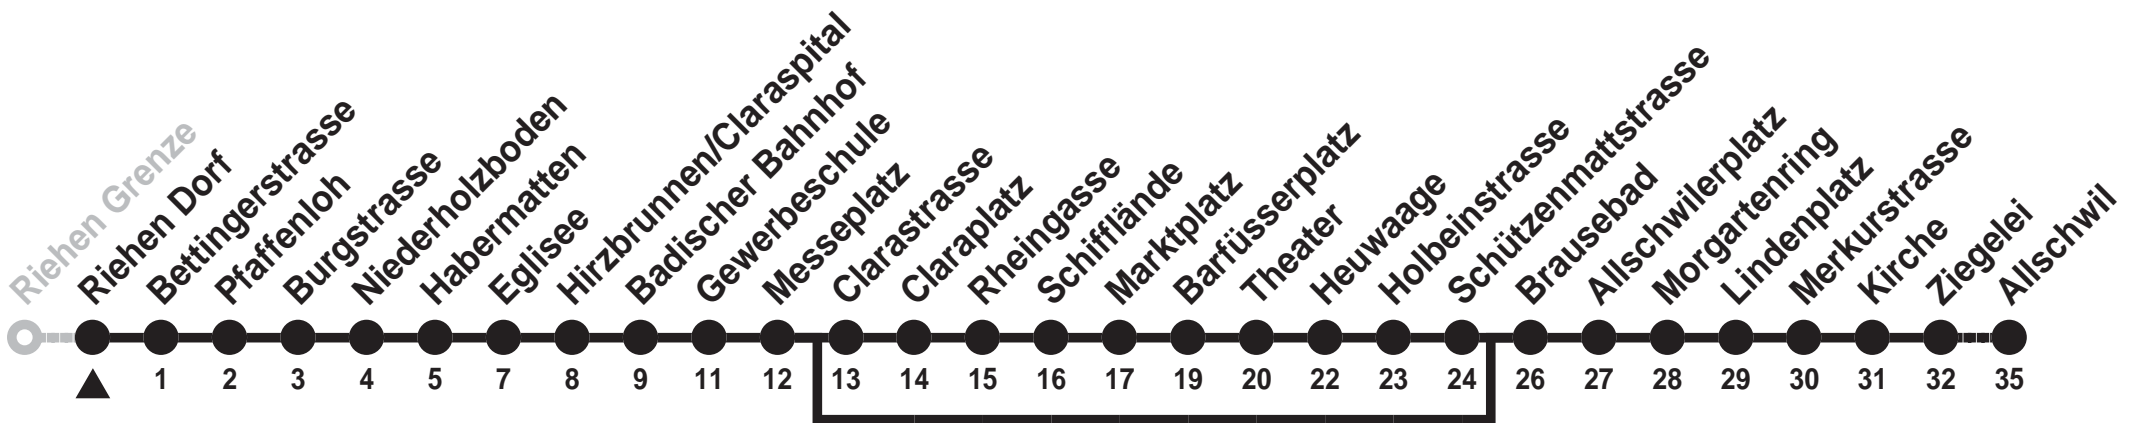 Riehen Grenze
Riehen Dorf
Bettingerstrasse
Pfaffenloh
Burgstrasse
Niederholzboden
Habermatten
Eglisee
Hirzbrunnen/Claraspital
Badischer Bahnhof
Gewerbeschule
Messeplatz
Clarastrasse
Claraplatz
Rheingasse
Schifflände
Marktplatz
Barfüsserplatz
Theater
Heuwaage
Holbeinstrasse
Schützenmattstrasse
Brausebad
Allschwilerplatz
Morgartenring
Lindenplatz
Merkurstrasse
Kirche
Ziegelei
Allschwil
1 2 3 4 5 7 8 9 11 12 13 14 15 16 17 19 20 22 23 24 26 27 28 29 30 31 32 35